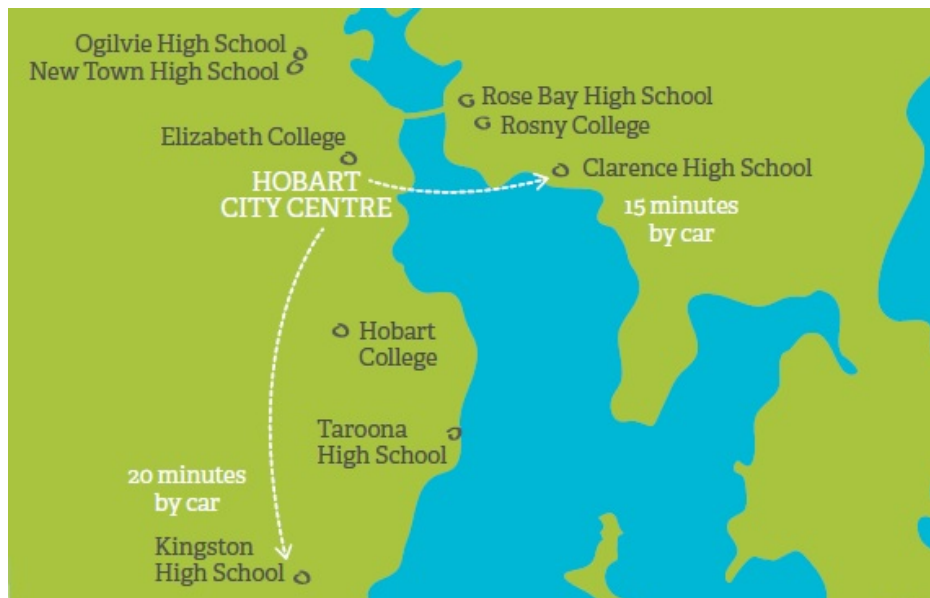 Ogilvie High School
New Town High School
Rose Bay High School
Rosny College
Elizabeth College
Clarence High School
HOBART
CITY CENTRE
15 minutes
by car
Hobart
College
Taroona
High School
20 minutes
by car
Kingston
High School